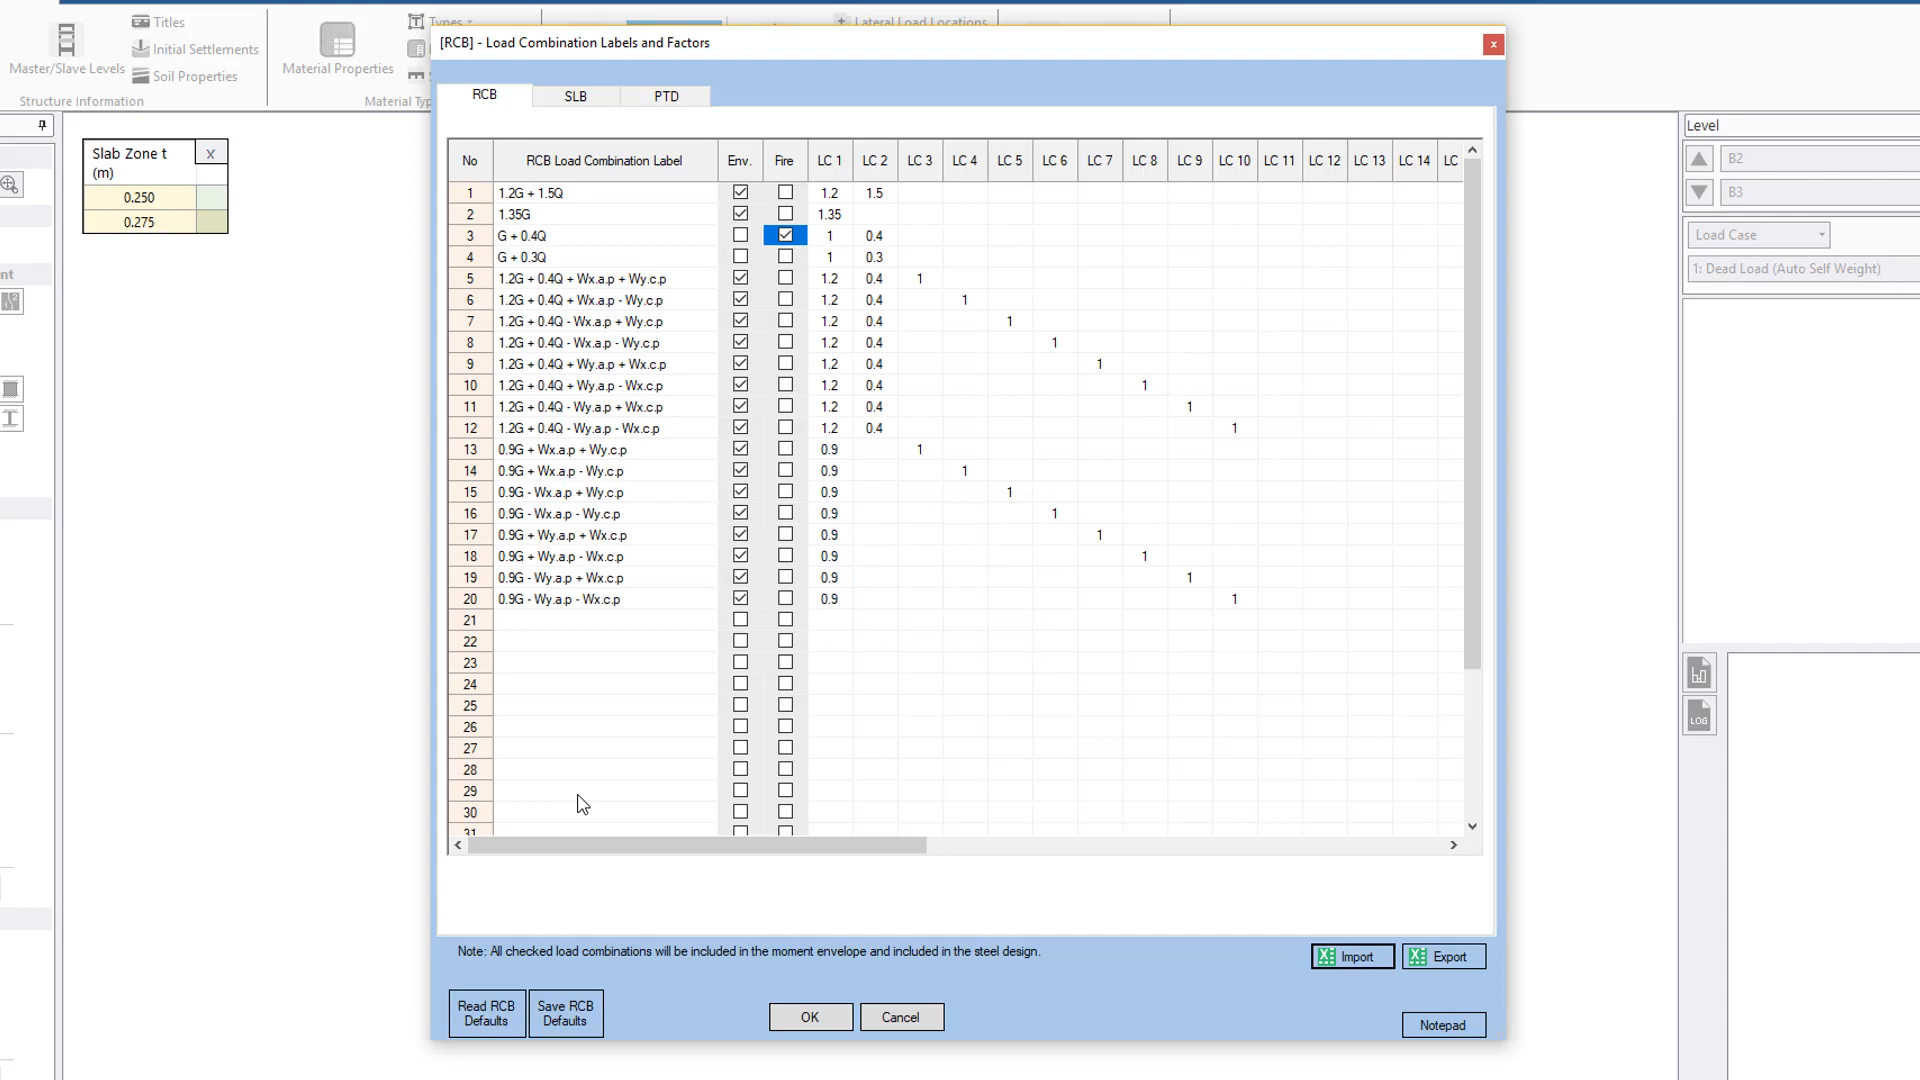 Master/Slave Levels
Titles
Initial Settlements
Soil Properties
Structure Information
Material Properties
Types
Material Ty
Lateral Load Locations
[RCB] - Load Combination Labels and Factors
x
RCB SLB PTD
No RCB Load Combination Label Env. Fire LC 1 LC 2 LC 3 LC 4 LC 5 LC 6 LC 7 LC 8 LC 9 LC 10 LC 11 LC 12 LC 13 LC 14 LC
1 1.2G + 1.5Q 1.2 1.5
2 1.35G 1.35
3 G + 0.4Q 1 0.4
4 G + 0.3Q 1 0.3
5 1.2G + 0.4Q + Wx.a.p + Wy.c.p 1.2 0.4 1
6 1.2G + 0.4Q + Wx.a.p - Wy.c.p 1.2 0.4 1
7 1.2G + 0.4Q - Wx.a.p + Wy.c.p 1.2 0.4 1
8 1.2G + 0.4Q - Wx.a.p - Wy.c.p 1.2 0.4 1
9 1.2G + 0.4Q + Wy.a.p + Wx.c.p 1.2 0.4 1
10 1.2G + 0.4Q + Wy.a.p - Wx.c.p 1.2 0.4 1
11 1.2G + 0.4Q - Wy.a.p + Wx.c.p 1.2 0.4 1
12 1.2G + 0.4Q - Wy.a.p - Wx.c.p 1.2 0.4 1
13 0.9G + Wx.a.p + Wy.c.p 0.9 1
14 0.9G + Wx.a.p - Wy.c.p 0.9 1
15 0.9G - Wx.a.p + Wy.c.p 0.9 1
16 0.9G - Wx.a.p - Wy.c.p 0.9 1
17 0.9G + Wy.a.p + Wx.c.p 0.9 1
18 0.9G + Wy.a.p - Wx.c.p 0.9 1
19 0.9G - Wy.a.p + Wx.c.p 0.9 1
20 0.9G - Wy.a.p - Wx.c.p 0.9 1
21
22
23
24
25
26
27
28
29
30
31
Note: All checked load combinations will be included in the moment envelope and included in the steel design.
Import
Export
Read RCB
Defaults
Save RCB
Defaults
OK
Cancel
Notepad
Slab Zone t
(m)
X
0.250
0.275
nt
Level
B2
B3
Load Case
1: Dead Load (Auto Self Weight)
LOG